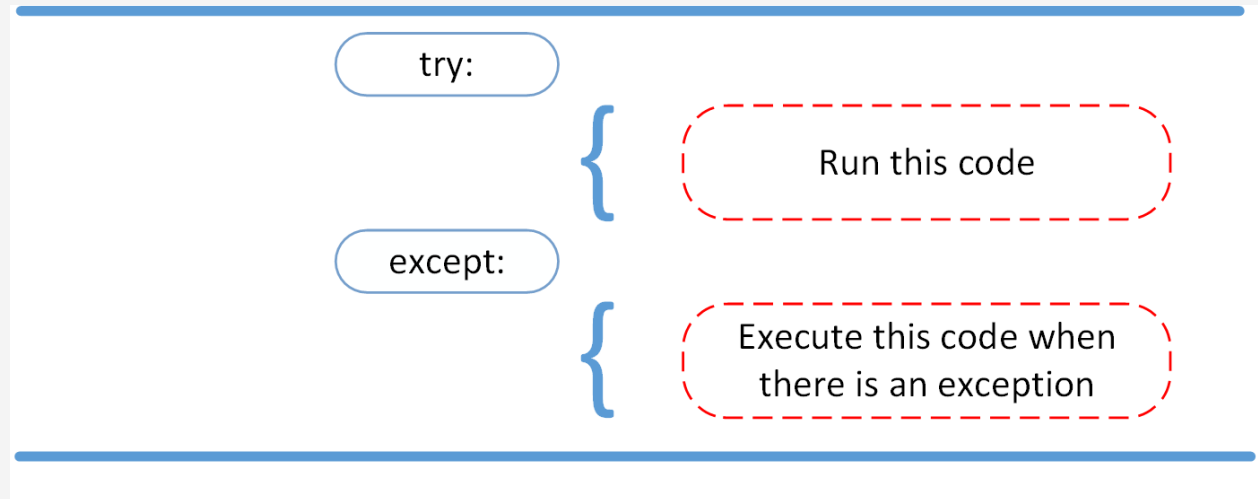 try:
Run this code
except:
Execute this code when
there is an exception